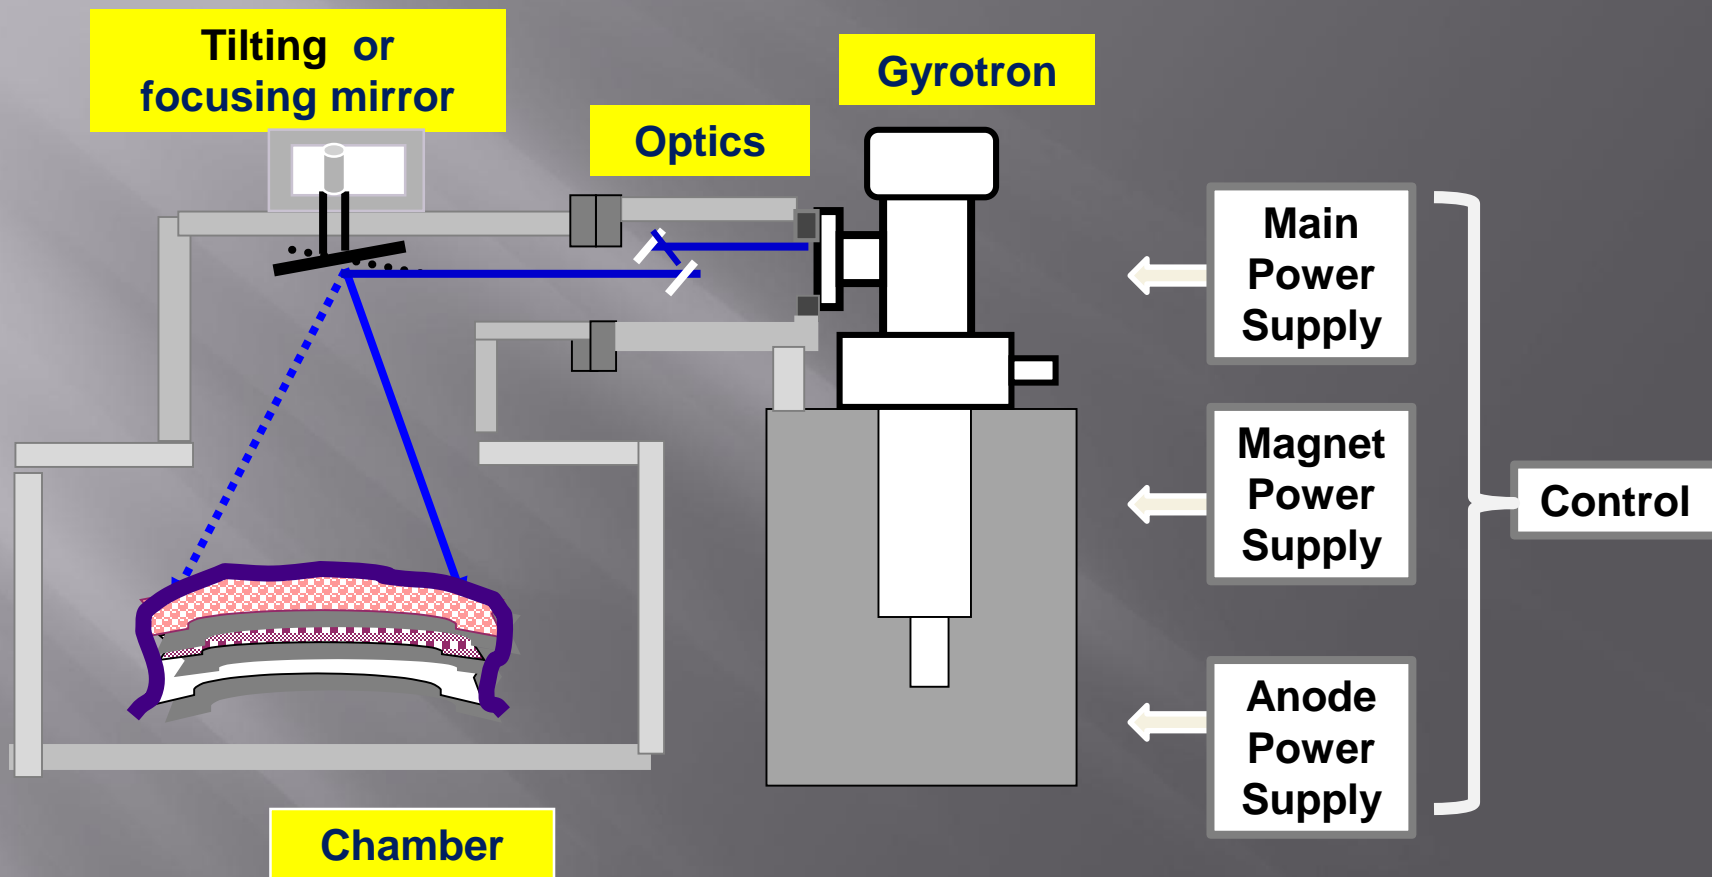 Tilting or
focusing mirror
Gyrotron
Optics
Main
Power
Supply
Magnet
Power
Supply
Control
Anode
Power
Supply
Chamber